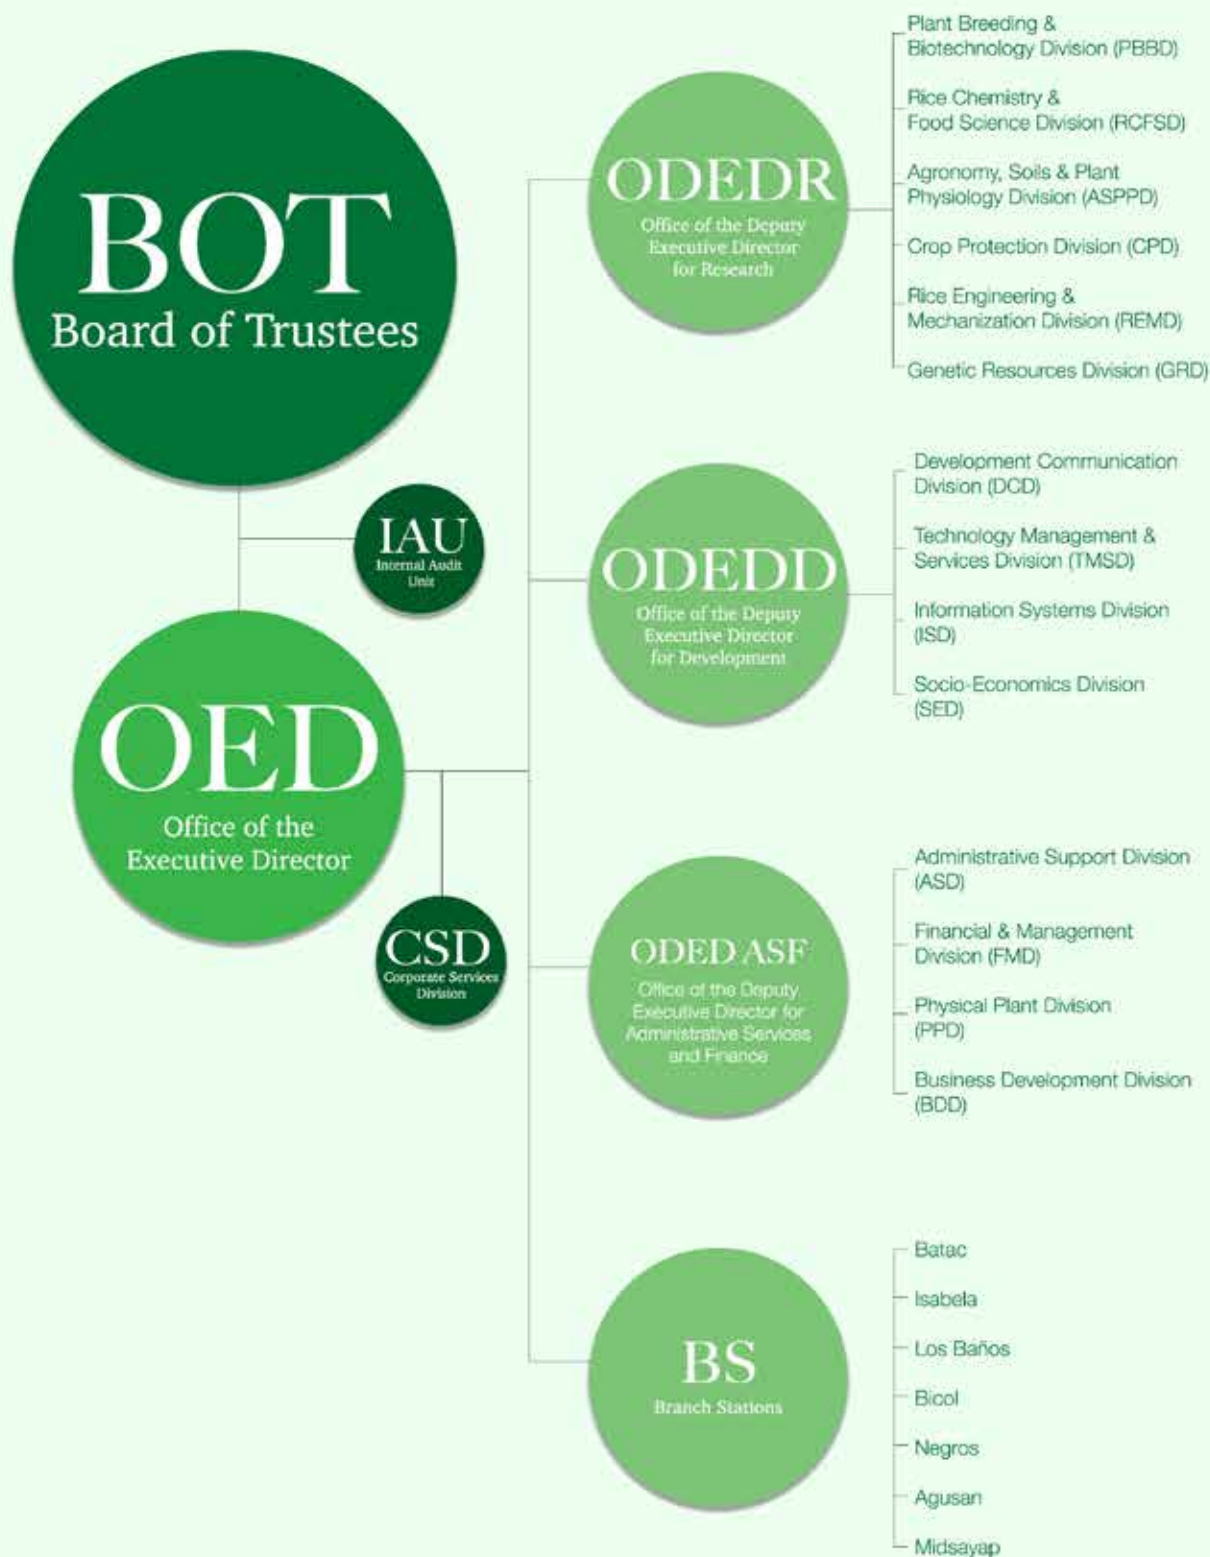 BOT
Board of Trustees
IAU
Internal Audit
Unit
OED
Office of the
Executive Director
CSD
Corporate Services
Division
ODEDR
Office of the Deputy
Executive Director
for Research
Plant Breeding &
Biotechnology Division (PBBD)
Rice Chemistry &
Food Science Division (RCFSD)
Agronomy, Soils & Plant
Physiology Division (ASPPD)
Crop Protection Division (CPD)
Rice Engineering &
Mechanization Division (REMD)
Genetic Resources Division (GRD)
ODEDD
Office of the Deputy
Executive Director
for Development
Development Communication
Division (DCD)
Technology Management &
Services Division (TMSD)
Information Systems Division
(ISD)
Socio-Economics Division
(SED)
ODED ASF
Office of the Deputy
Executive Director for
Administrative Services
and Finance
Administrative Support Division
(ASD)
Financial & Management
Division (FMD)
Physical Plant Division
(PPD)
Business Development Division
(BDD)
BS
Branch Stations
Batac
Isabela
Los Baños
Bicol
Negros
Agusan
Midsayap